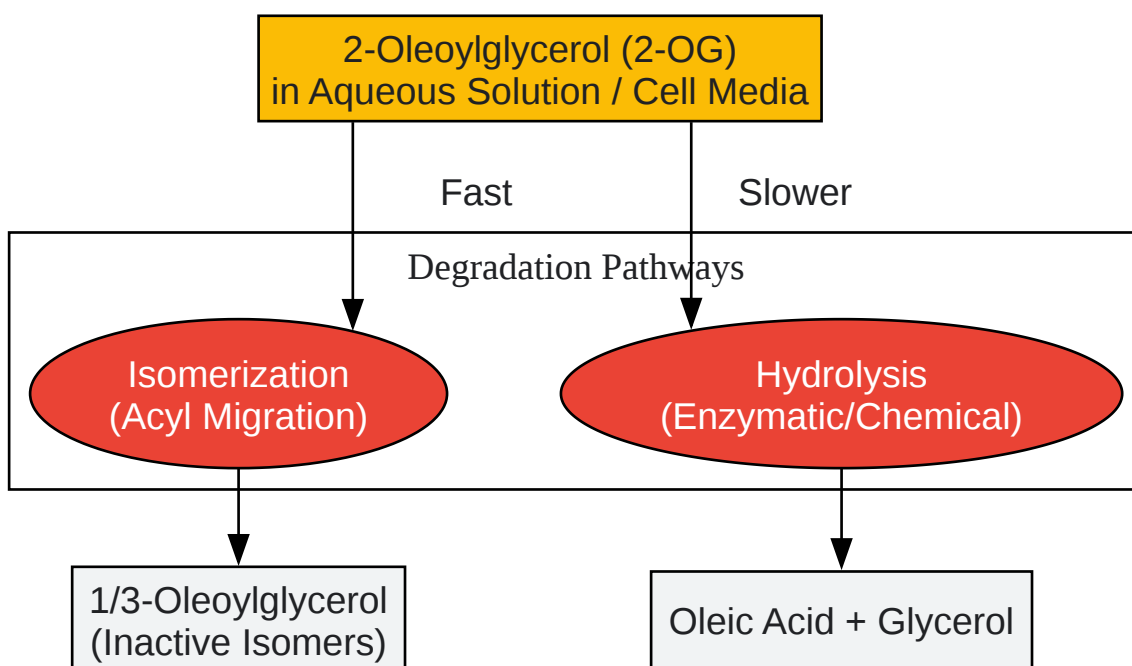 2-Oleoylglycerol (2-OG)
in Aqueous Solution / Cell Media
Fast
Slower
Degradation Pathways
Isomerization
(Acyl Migration)
Hydrolysis
(Enzymatic/Chemical)
1/3-Oleoylglycerol
(Inactive Isomers)
Oleic Acid + Glycerol